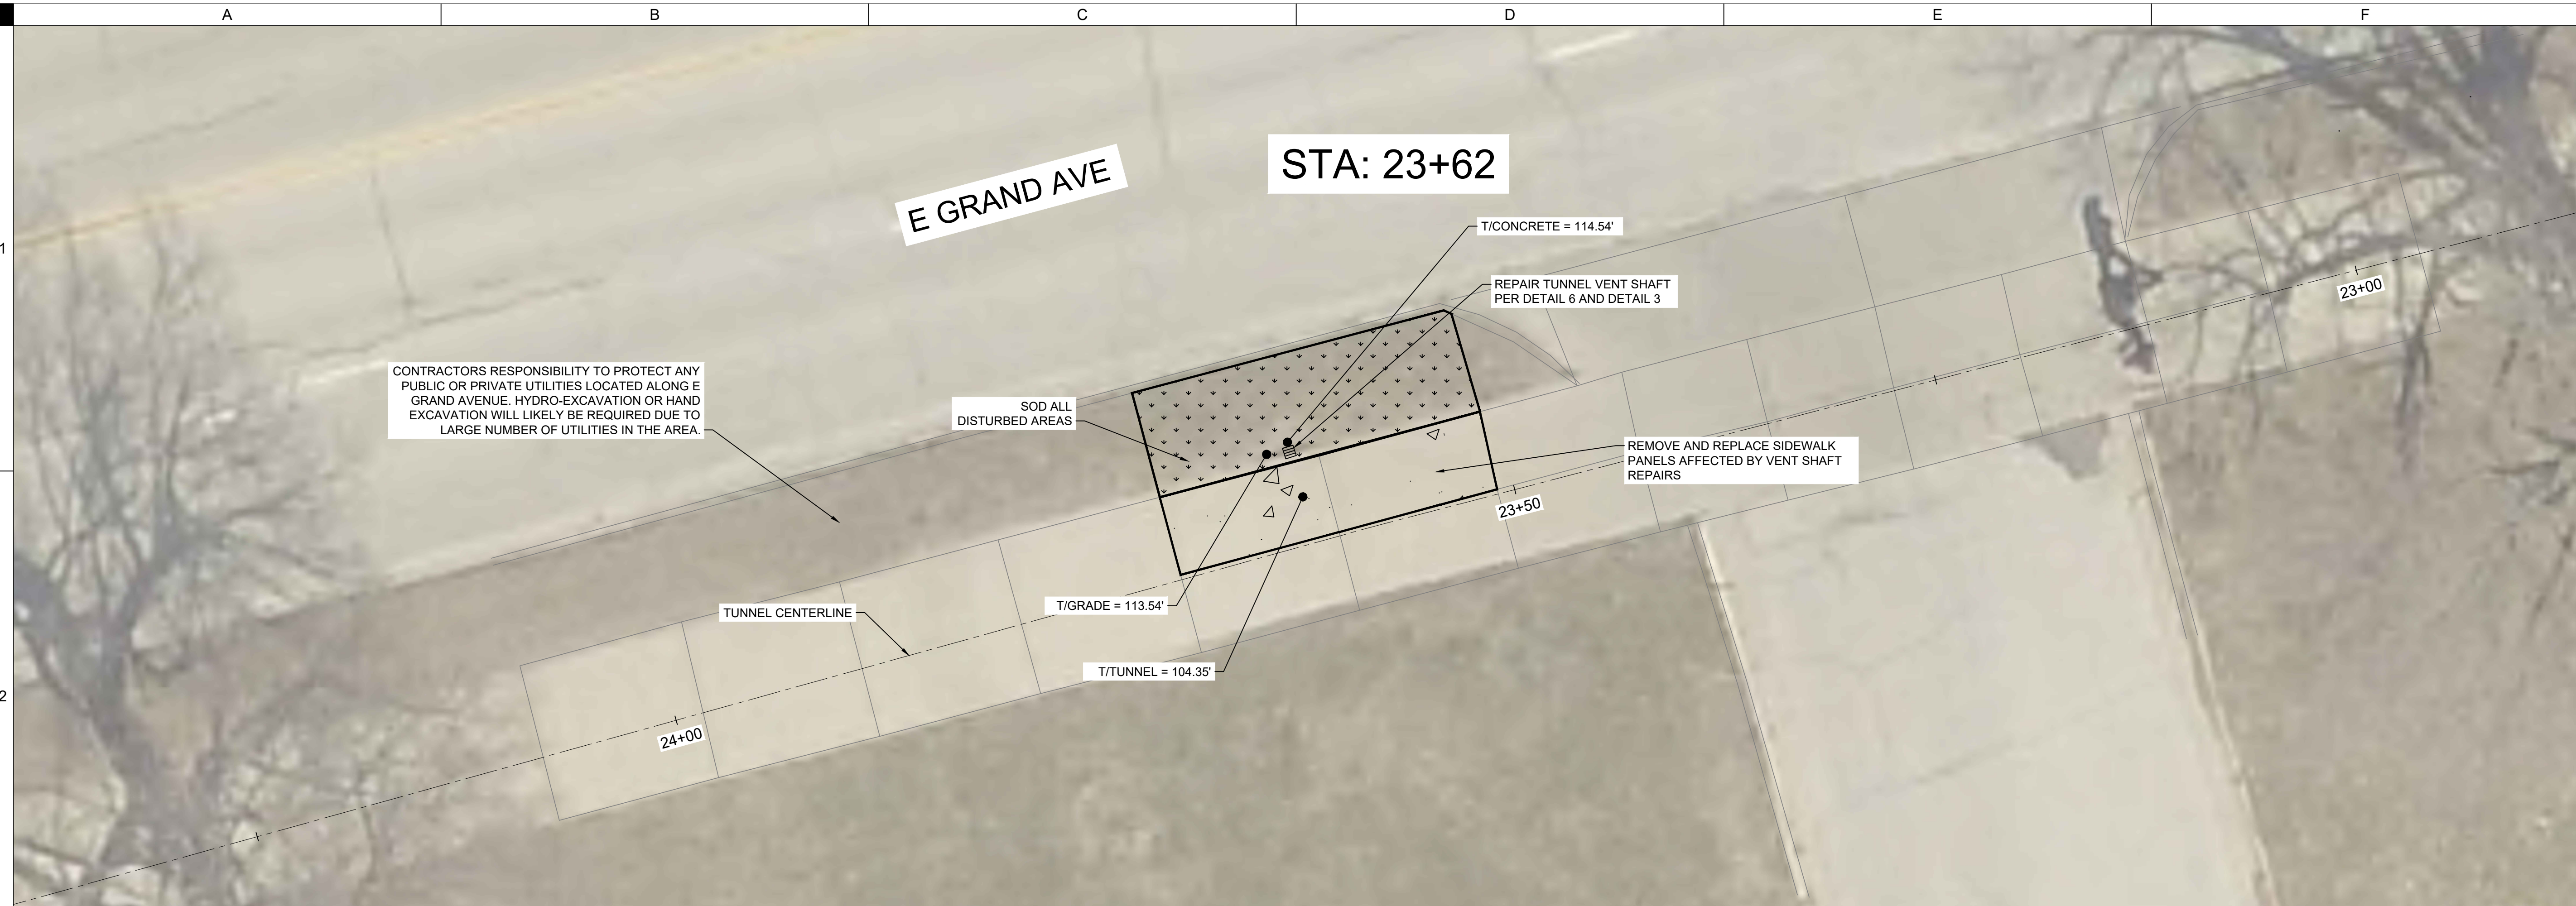 A
B
C
D
E
F
1
2
E GRAND AVE
STA: 23+62
T/CONCRETE = 114.54'
REPAIR TUNNEL VENT SHAFT
PER DETAIL 6 AND DETAIL 3
23+00
CONTRACTORS RESPONSIBILITY TO PROTECT ANY
PUBLIC OR PRIVATE UTILITIES LOCATED ALONG E
GRAND AVENUE. HYDRO-EXCAVATION OR HAND
EXCAVATION WILL LIKELY BE REQUIRED DUE TO
LARGE NUMBER OF UTILITIES IN THE AREA.
SOD ALL
DISTURBED AREAS
REMOVE AND REPLACE SIDEWALK
PANELS AFFECTED BY VENT SHAFT
REPAIRS
23+50
TUNNEL CENTERLINE
T/GRADE = 113.54'
T/TUNNEL = 104.35'
24+00